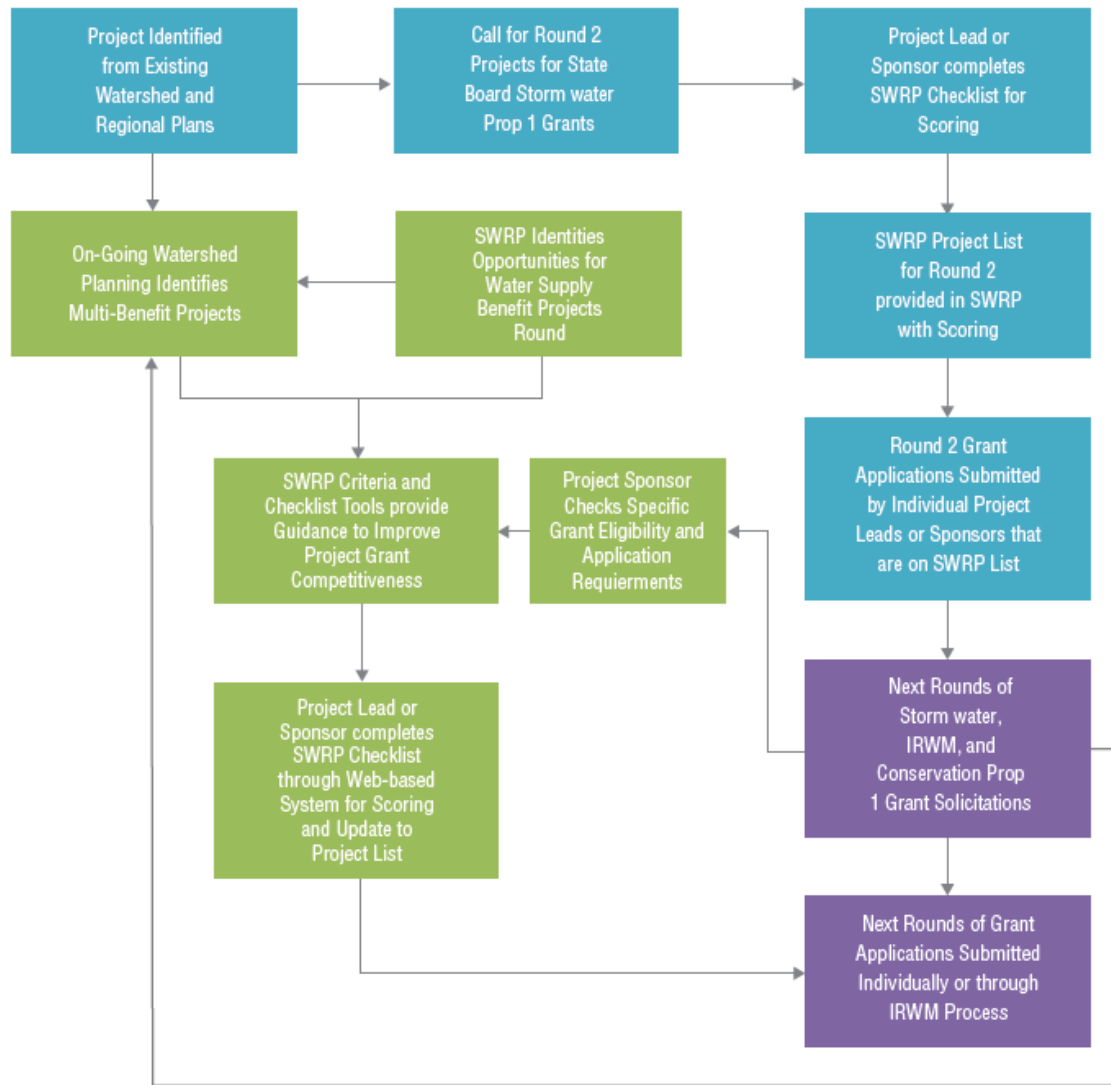 Project Identified
from Existing
Watershed and
Regional Plans
Call for Round 2
Projects for State
Board Storm water
Prop 1 Grants
Project Lead or
Sponsor completes
SWRP Checklist for
Scoring
On-Going Watershed
Planning Identifies
Multi-Benefit Projects
SWRP Identities
Opportunities for
Water Supply
Benefit Projects
Round
SWRP Project List
for Round 2
provided in SWRP
with Scoring
Round 2 Grant
Applications Submitted
by Individual Project
Leads or Sponsors that
are on SWRP List
SWRP Criteria and
Checklist Tools provide
Guidance to Improve
Project Grant
Competitiveness
Project Sponsor
Checks Specific
Grant Eligibility and
Application
Requierments
Next Rounds of
Storm water,
IRWM, and
Conservation Prop
1 Grant Solicitations
Project Lead or
Sponsor completes
SWRP Checklist
through Web-based
System for Scoring
and Update to
Project List
Next Rounds of Grant
Applications Submitted
Individually or through
IRWM Process